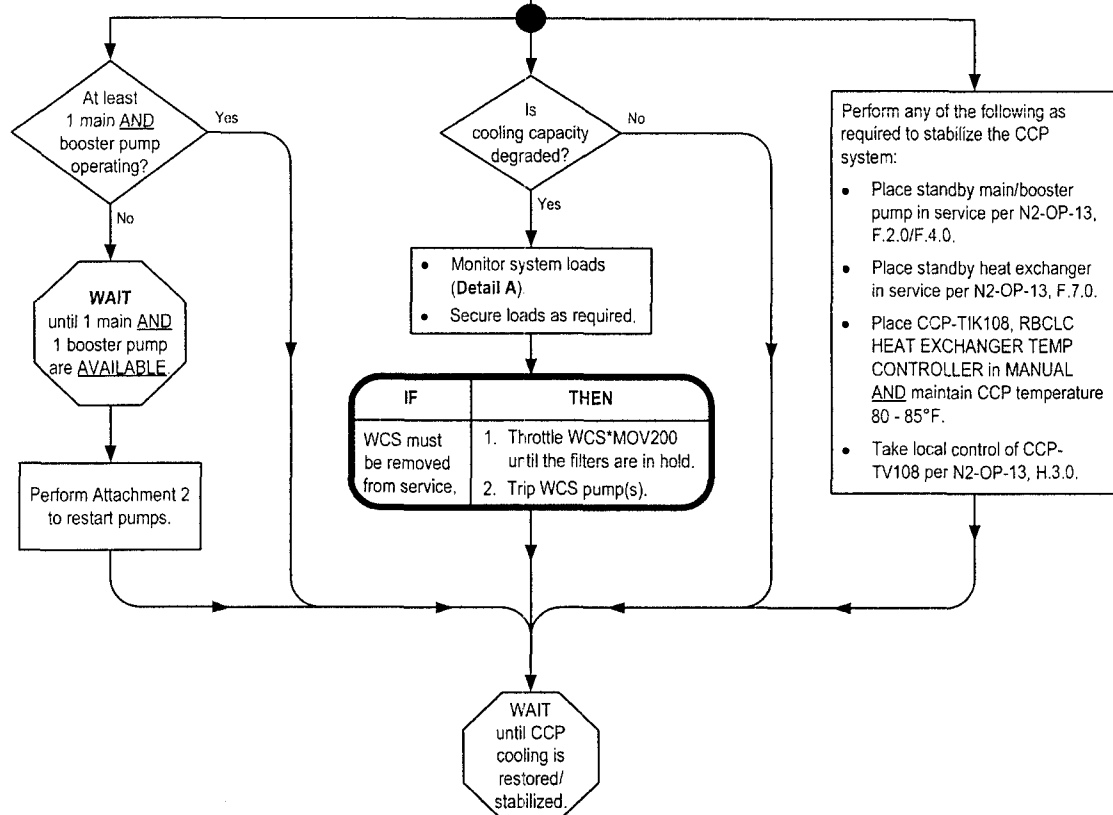 At least
1 main AND
booster pump
operating?
Yes
No
WAIT
until 1 main AND
1 booster pump
are AVAILABLE.
Perform Attachment 2
to restart pumps.
Is
cooling capacity
degraded?
No
Yes
• Monitor system loads
(Detail A).
• Secure loads as required.
IF
THEN
WCS must
be removed
from service,
1. Throttle WCS*MOV200
until the filters are in hold.
2. Trip WCS pump(s).
Perform any of the following as
required to stabilize the CCP
system:
• Place standby main/booster
pump in service per N2-OP-13,
F.2.0/F.4.0.
• Place standby heat exchanger
in service per N2-OP-13, F.7.0.
• Place CCP-TIK108, RBCLC
HEAT EXCHANGER TEMP
CONTROLLER in MANUAL
AND maintain CCP temperature
80 - 85°F.
• Take local control of CCP-
TV108 per N2-OP-13, H.3.0.
WAIT
until CCP
cooling is
restored/
stabilized.